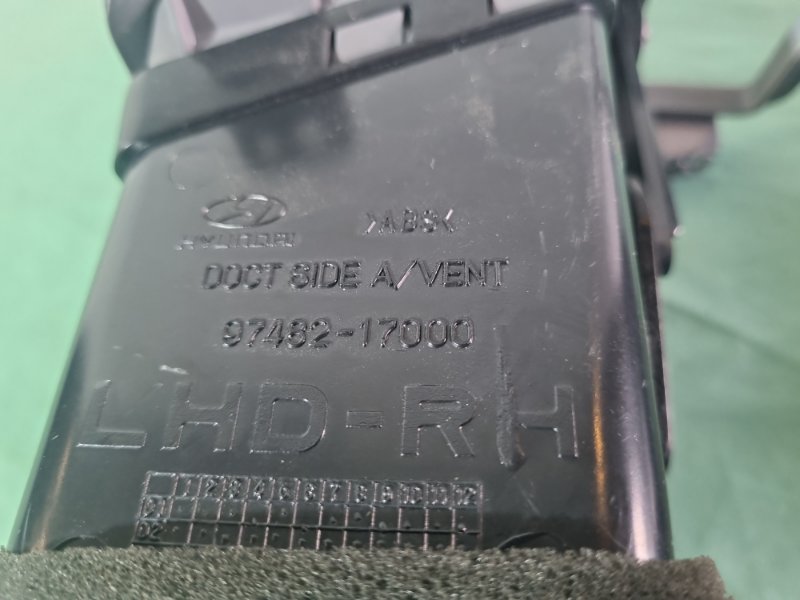 HYUNDAI >ABS<
DUCT SIDE A/VENT
97482-17000
LHD-RH
1 2 3 4 5 6 7 8 9 10 11 12
01
02